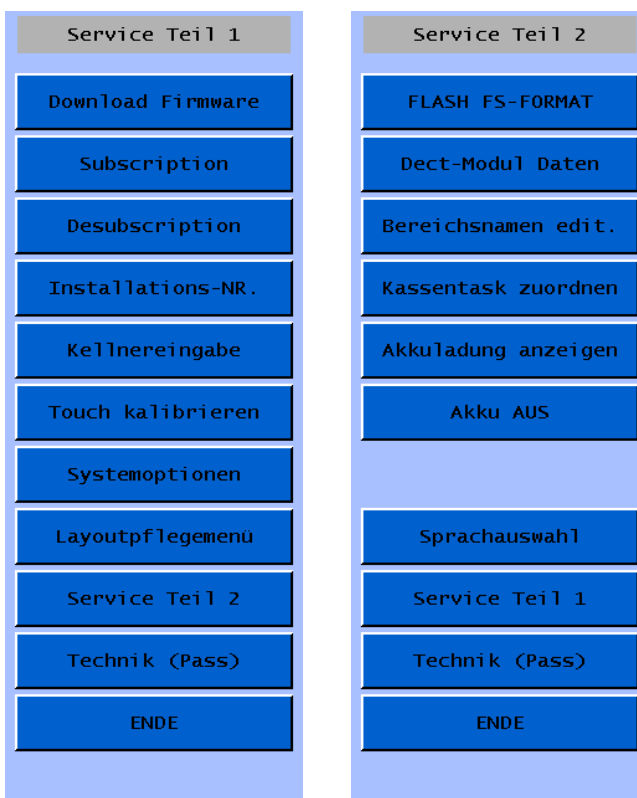 Service Teil 1
Download Firmware
Subscription
Desubscription
Installations-NR.
Kellnereingabe
Touch kalibrieren
Systemoptionen
Layoutpflegemenü
Service Teil 2
Technik (Pass)
ENDE
Service Teil 2
FLASH FS-FORMAT
Dect-Modul Daten
Bereichsnamen edit.
Kassentask zuordnen
Akkuladung anzeigen
Akku AUS
Sprachauswahl
Service Teil 1
Technik (Pass)
ENDE